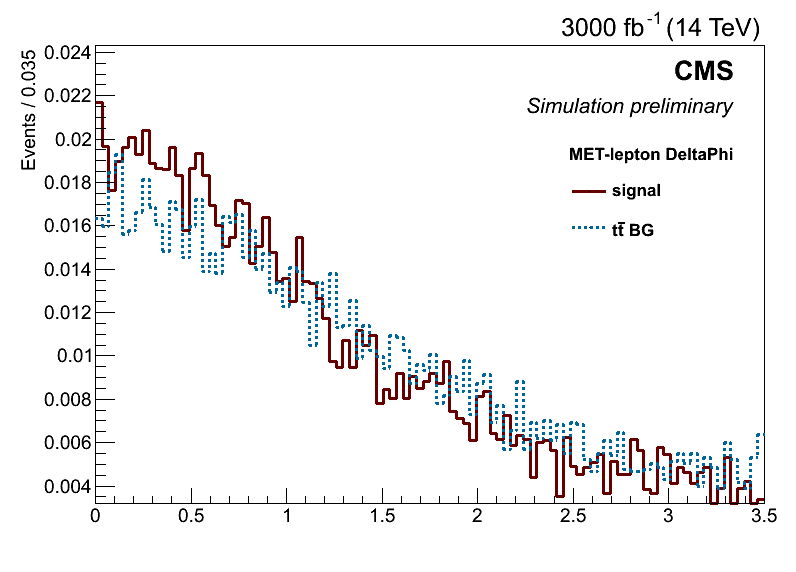 3000 fb-1 (14 TeV)
Events / 0.035
0.024
0.022
0.02
0.018
0.016
0.014
0.012
0.01
0.008
0.006
0.004
CMS
Simulation preliminary
MET-lepton DeltaPhi
signal
tt̄ BG
0 0.5 1 1.5 2 2.5 3 3.5